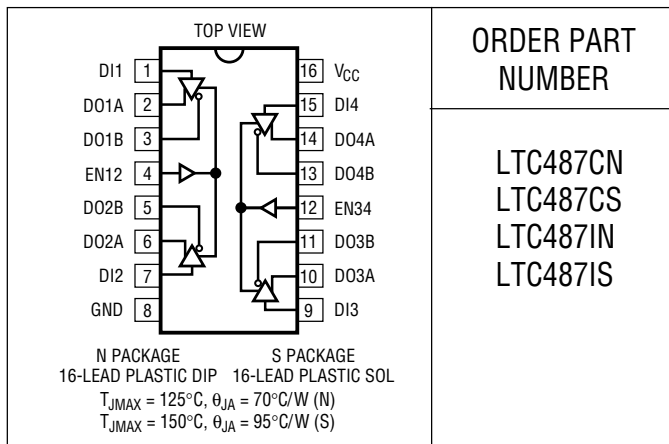 TOP VIEW
DI1 1
DO1A 2
DO1B 3
EN12 4
DO2B 5
DO2A 6
DI2 7
GND 8
16 VCC
15 DI4
14 DO4A
13 DO4B
12 EN34
11 DO3B
10 DO3A
9 DI3
N PACKAGE
16-LEAD PLASTIC DIP
S PACKAGE
16-LEAD PLASTIC SOL
TJMAX = 125°C, θJA = 70°C/W (N)
TJMAX = 150°C, θJA = 95°C/W (S)
ORDER PART
NUMBER
LTC487CN
LTC487CS
LTC487IN
LTC487IS